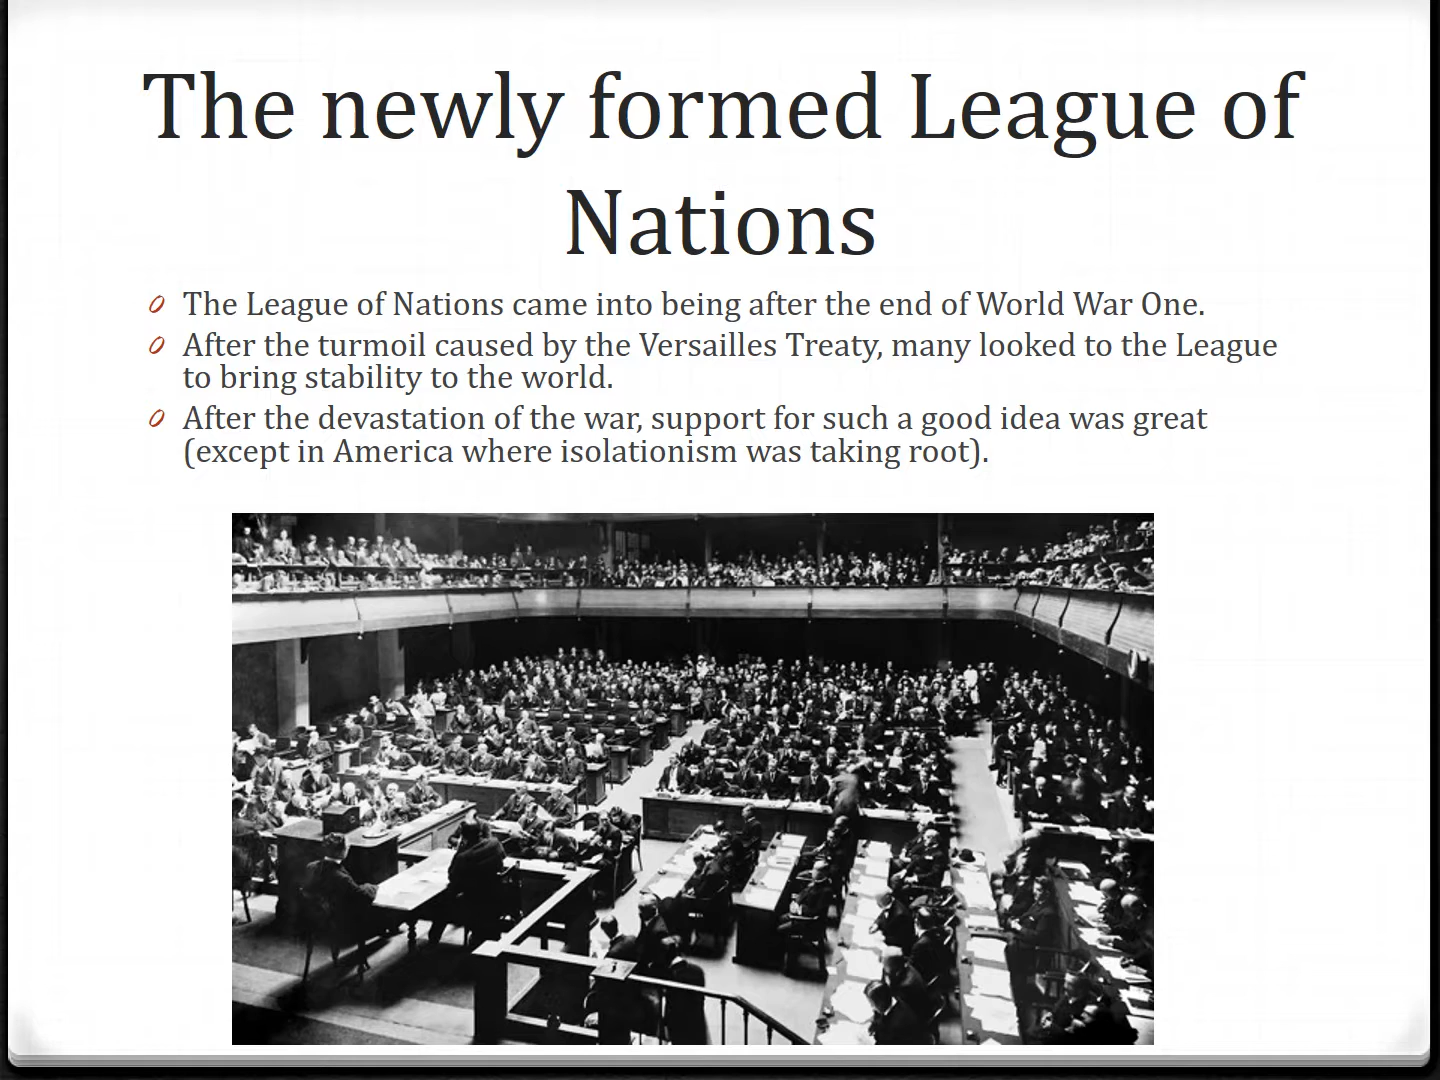 The newly formed League of
Nations
The League of Nations came into being after the end of World War One.
After the turmoil caused by the Versailles Treaty, many looked to the League
to bring stability to the world.
After the devastation of the war, support for such a good idea was great
(except in America where isolationism was taking root).